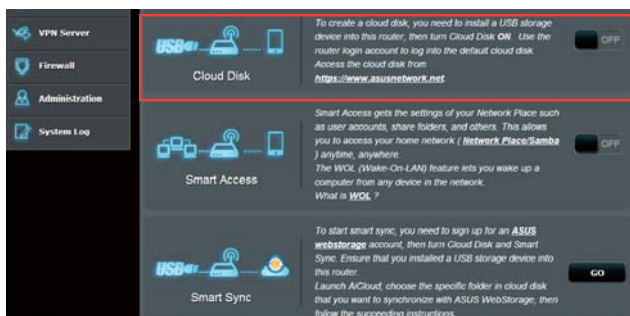 VPN Server
Firewall
Administration
System Log
USB
Cloud Disk
To create a cloud disk, you need to install a USB storage
device into this router, then turn Cloud Disk ON. Use the
router login account to log into the default cloud disk.
Access the cloud disk from
https://www.asusnetwork.net
OFF
Smart Access
Smart Access gets the settings of your Network Place such
as user accounts, share folders, and others. This allows
you to access your home network ( Network Place/Samba
) anytime, anywhere.
The WOL (Wake-On-LAN) feature lets you wake up a
computer from any device in the network.
What is WOL ?
OFF
USB
Smart Sync
To start smart sync, you need to sign up for an ASUS
webstorage account, then turn Cloud Disk and Smart
Sync. Ensure that you installed a USB storage device into
this router.
Launch AiCloud, choose the specific folder in cloud disk
that you want to synchronize with ASUS WebStorage, then
follow the succeeding instructions.
GO